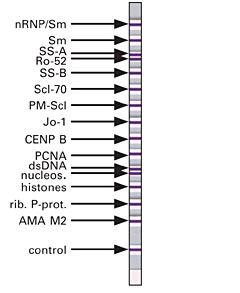 nRNP/Sm
Sm
SS-A
Ro-52
SS-B
Scl-70
PM-Scl
Jo-1
CENP B
PCNA
dsDNA
nucleos.
histones
rib. P-prot.
AMA M2
control